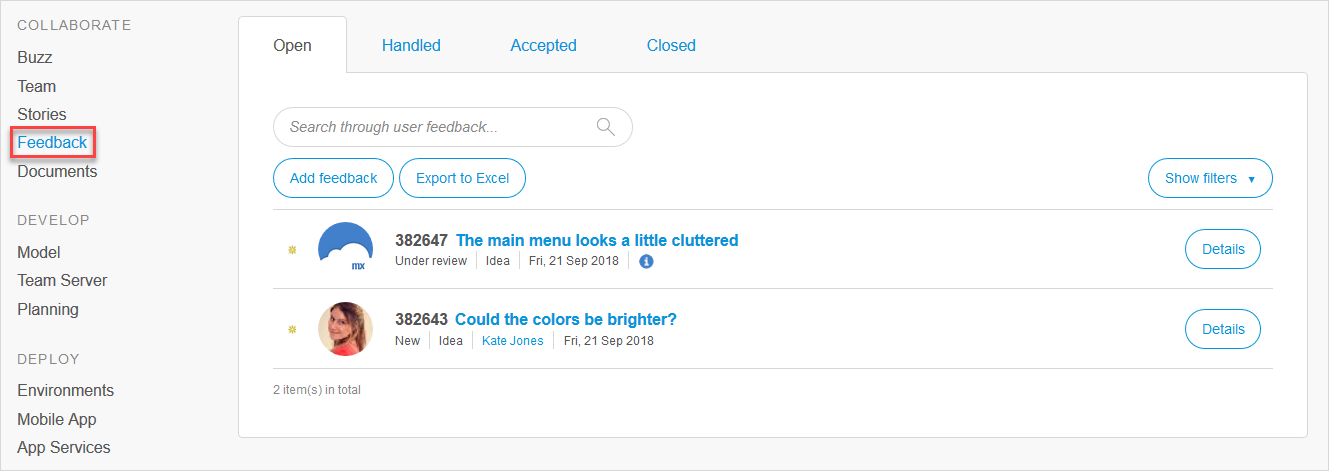 COLLABORATE
Buzz
Team
Stories
Feedback
Documents
DEVELOP
Model
Team Server
Planning
DEPLOY
Environments
Mobile App
App Services
Open Handled Accepted Closed
Search through user feedback...
Add feedback Export to Excel Show filters
mx
382647 The main menu looks a little cluttered
Under review Idea Fri, 21 Sep 2018 i
Details
382643 Could the colors be brighter?
New Idea Kate Jones Fri, 21 Sep 2018
Details
2 item(s) in total